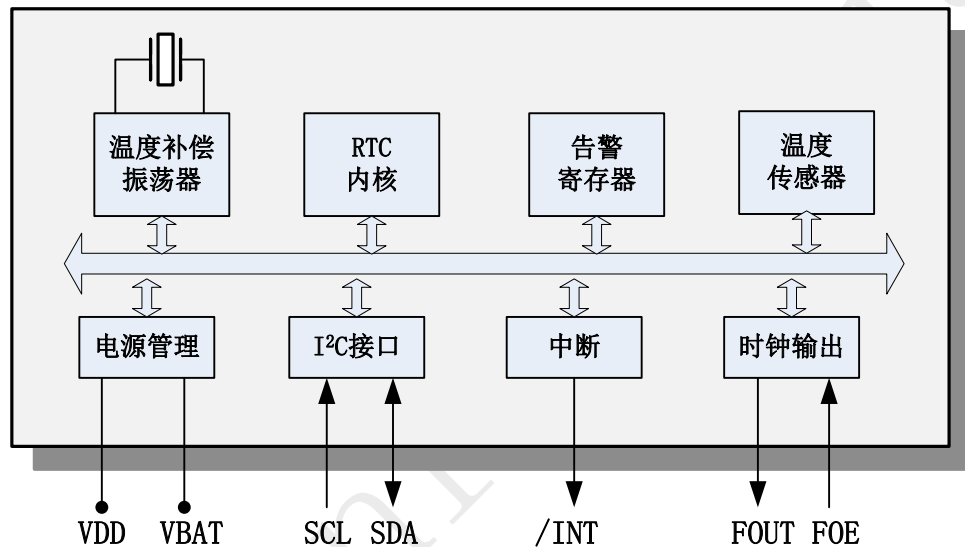 温度补偿
振荡器
RTC
内核
告警
寄存器
温度
传感器
电源管理
I²C接口
中断
时钟输出
VDD
VBAT
SCL
SDA
/INT
FOUT
FOE